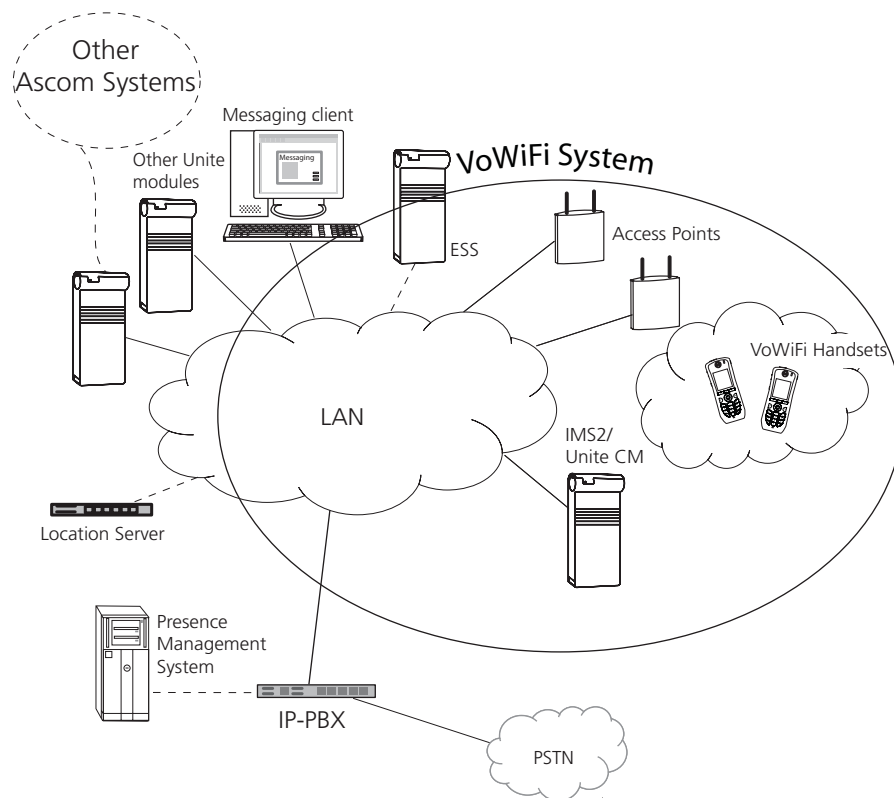 Other
Ascom Systems
Messaging client
Messaging
VoWiFi System
Other Unite
modules
ESS
Access Points
VoWiFi Handsets
LAN
IMS2/
Unite CM
Location Server
Presence
Management
System
IP-PBX
PSTN